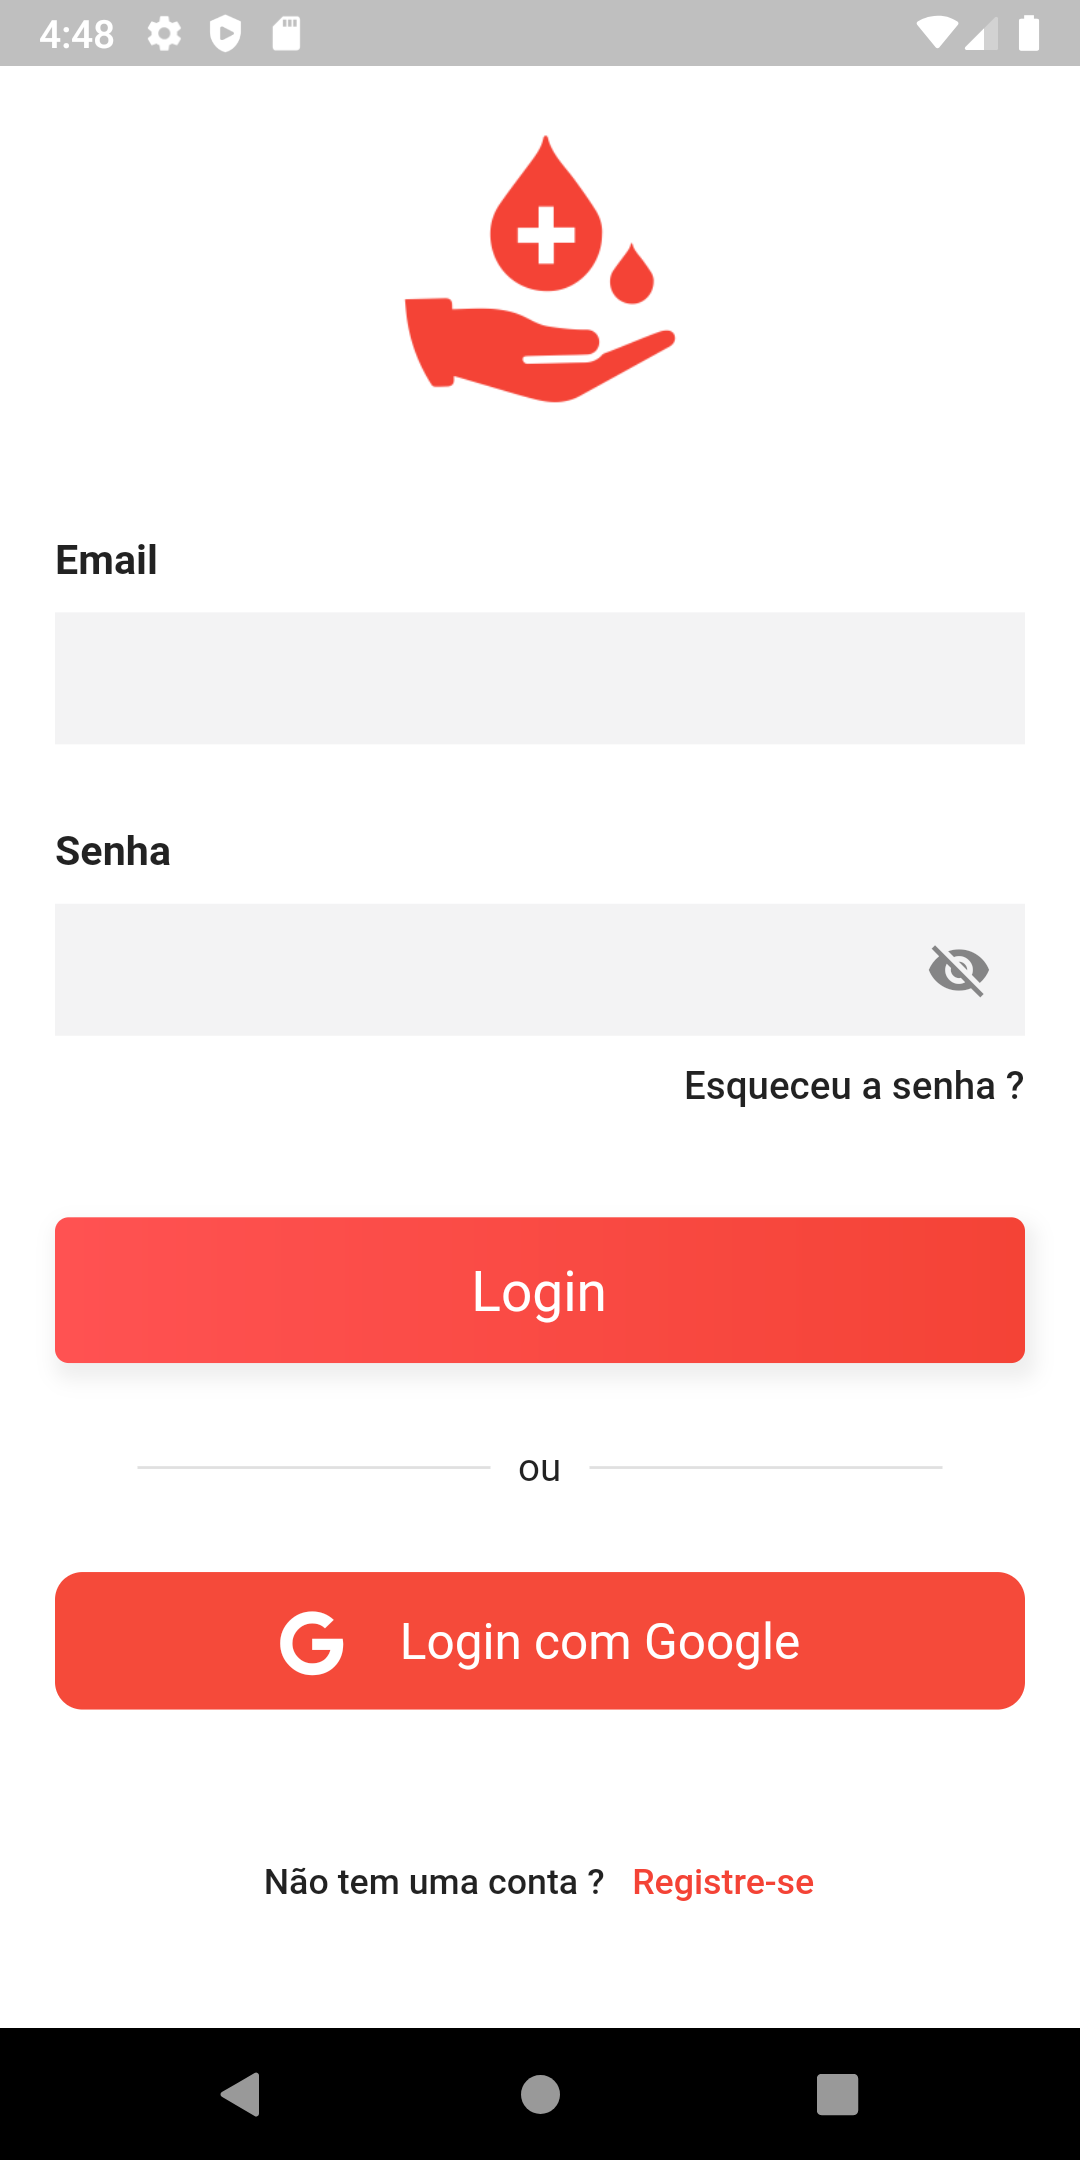 4:48
Email
Senha
Esqueceu a senha ?
Login
ou
Login com Google
Não tem uma conta ? Registre-se